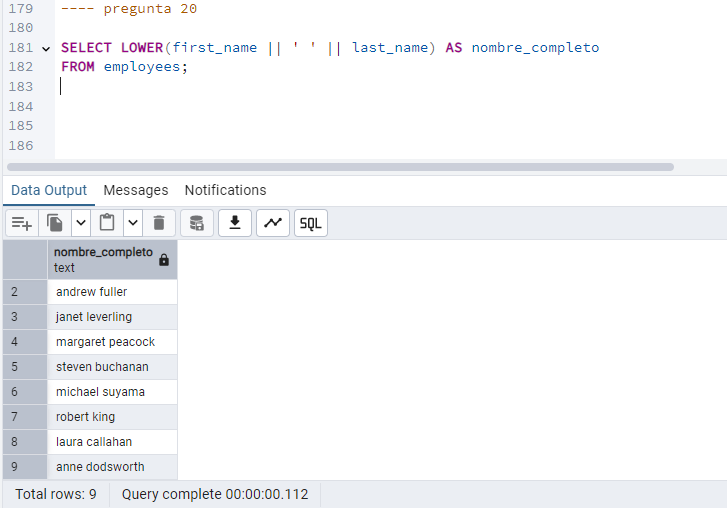 179 ---- pregunta 20
180
181 SELECT LOWER(first_name || ' ' || last_name) AS nombre_completo
182 FROM employees;
183
184
185
186
Data Output Messages Notifications
SQL
nombre_completo
text
2 andrew fuller
3 janet leverling
4 margaret peacock
5 steven buchanan
6 michael suyama
7 robert king
8 laura callahan
9 anne dodsworth
Total rows: 9 Query complete 00:00:00.112